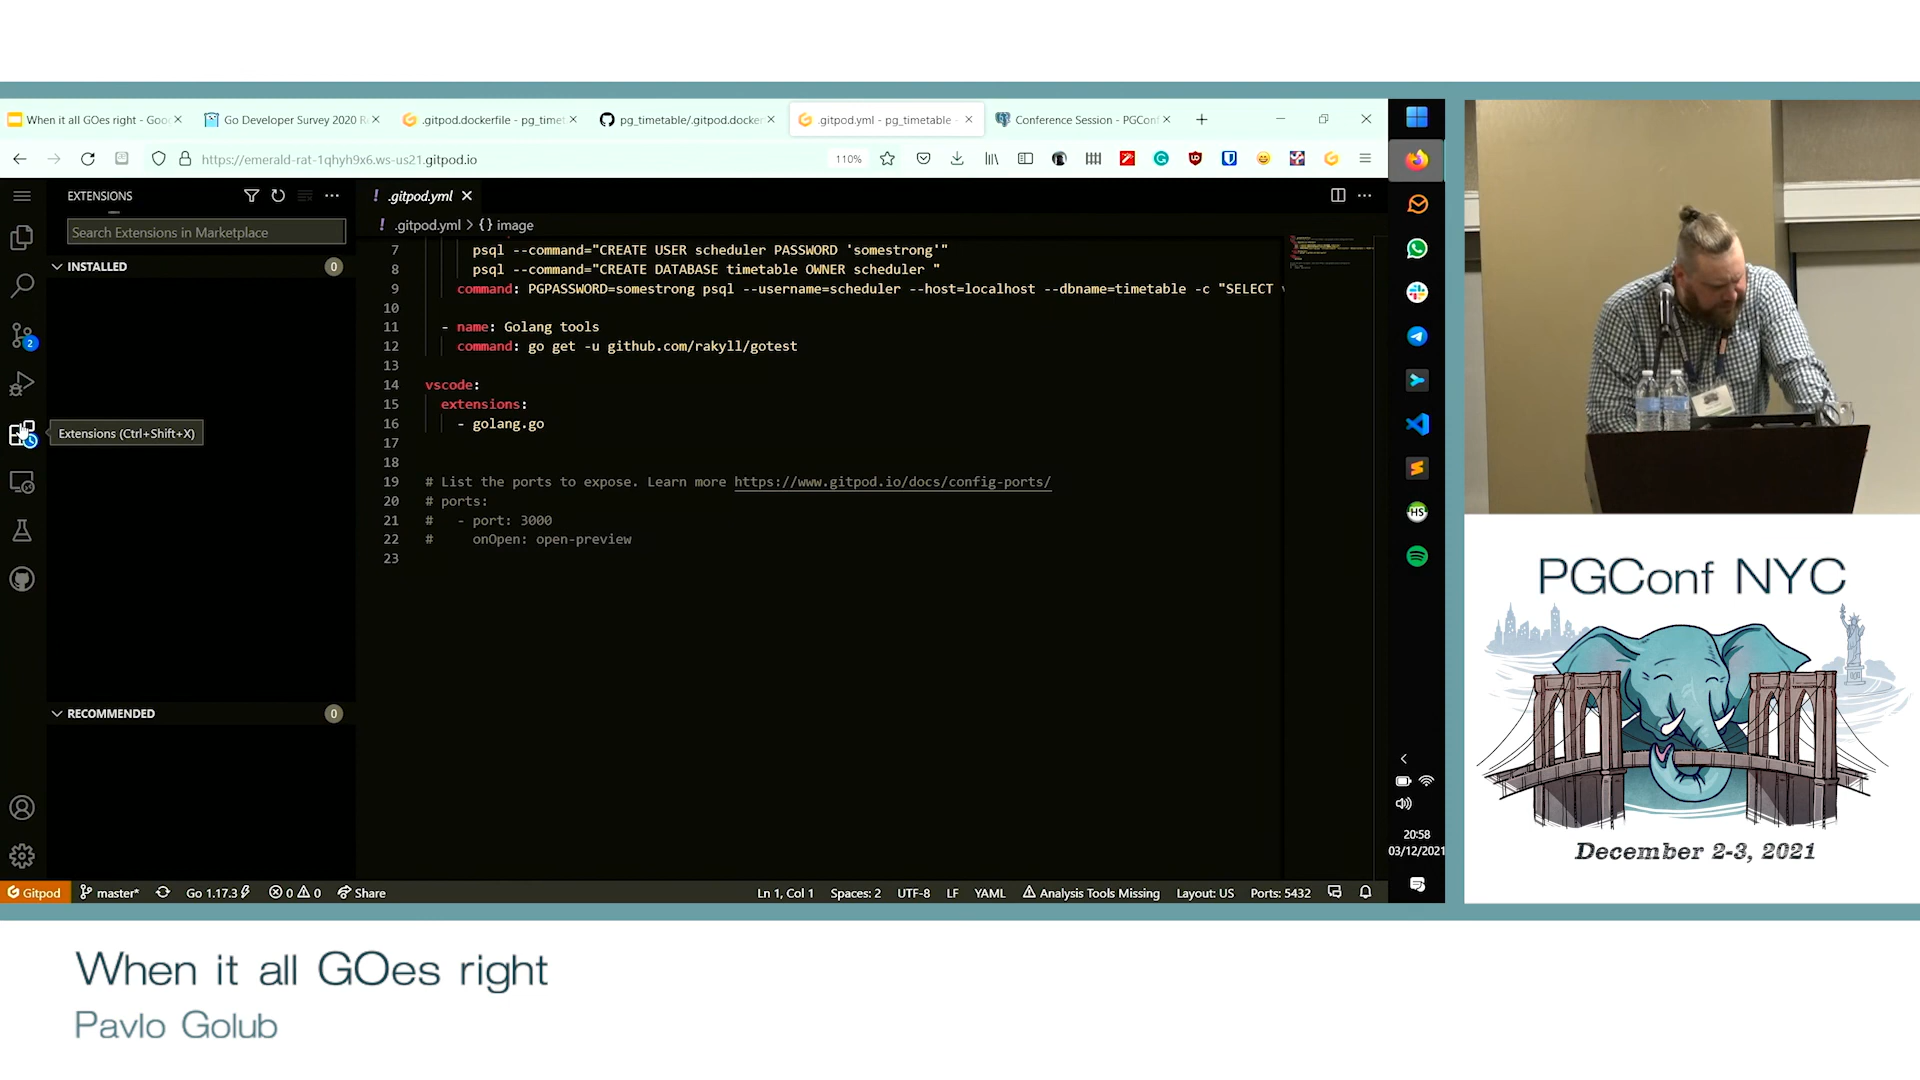 When it all GOes right - Goo
Go Developer Survey 2020 R
.gitpod.dockerfile - pg_timet
pg_timetable/.gitpod.docker
.gitpod.yml - pg_timetable -
Conference Session - PGConf
https://emerald-rat-1qhyh9x6.ws-us21.gitpod.io
110%
EXTENSIONS
Search Extensions in Marketplace
INSTALLED
0
2
Extensions (Ctrl+Shift+X)
RECOMMENDED
0
! .gitpod.yml
! .gitpod.yml > {} image
7 psql --command="CREATE USER scheduler PASSWORD 'somestrong'"
8 psql --command="CREATE DATABASE timetable OWNER scheduler "
9 command: PGPASSWORD=somestrong psql --username=scheduler --host=localhost --dbname=timetable -c "SELECT
10
11 - name: Golang tools
12 command: go get -u github.com/rakyll/gotest
13
14 vscode:
15 extensions:
16 - golang.go
17
18
19 # List the ports to expose. Learn more https://www.gitpod.io/docs/config-ports/
20 # ports:
21 # - port: 3000
22 # onOpen: open-preview
23
Gitpod
master*
Go 1.17.3
0 0
Share
Ln 1, Col 1
Spaces: 2
UTF-8
LF
YAML
Analysis Tools Missing
Layout: US
Ports: 5432
HS
20:58
03/12/2021
PGConf NYC
December 2-3, 2021
When it all GOes right
Pavlo Golub